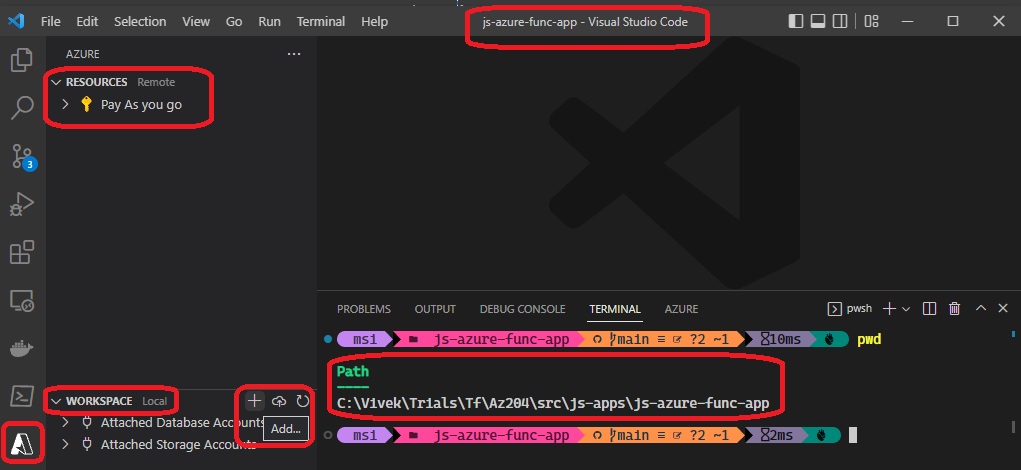 File Edit Selection View Go Run Terminal Help js-azure-func-app - Visual Studio Code
AZURE
RESOURCES Remote
Pay As you go
3
WORKSPACE Local
Add...
Attached Database Accounts
Attached Storage Accounts
PROBLEMS OUTPUT DEBUG CONSOLE TERMINAL AZURE pwsh
msi js-azure-func-app main ≡ ?2 ~1 10ms pwd
Path
----
C:\Vivek\Trials\Tf\Az204\src\js-apps\js-azure-func-app
msi js-azure-func-app main ≡ ?2 ~1 2ms